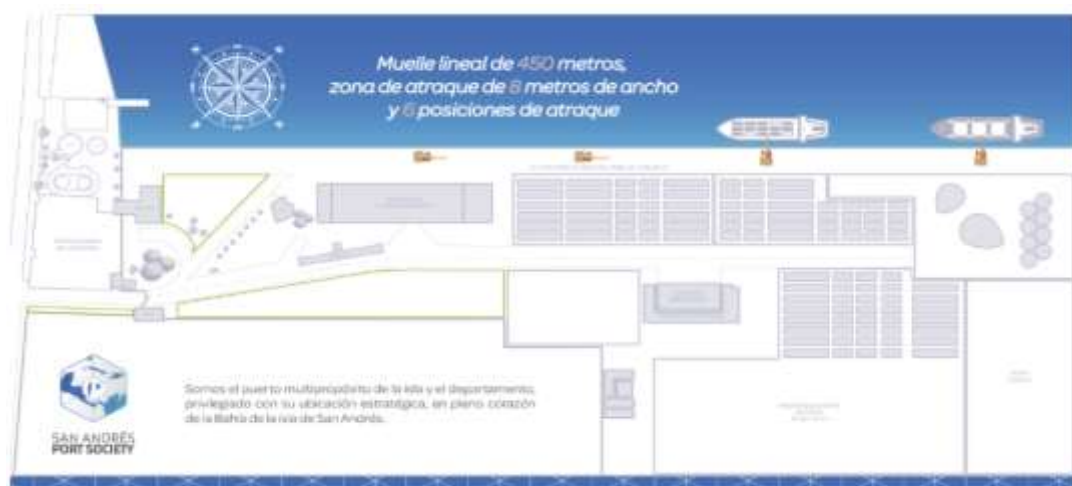 Muelle lineal de 450 metros,
zona de atraque de 8 metros de ancho
y 6 posiciones de atraque
Somos el puerto multipropósito de la isla y el departamento,
privilegiado con su ubicación estratégica, en pleno corazón
de la Bahía de la isla de San Andrés.
SAN ANDRÉS
PORT SOCIETY